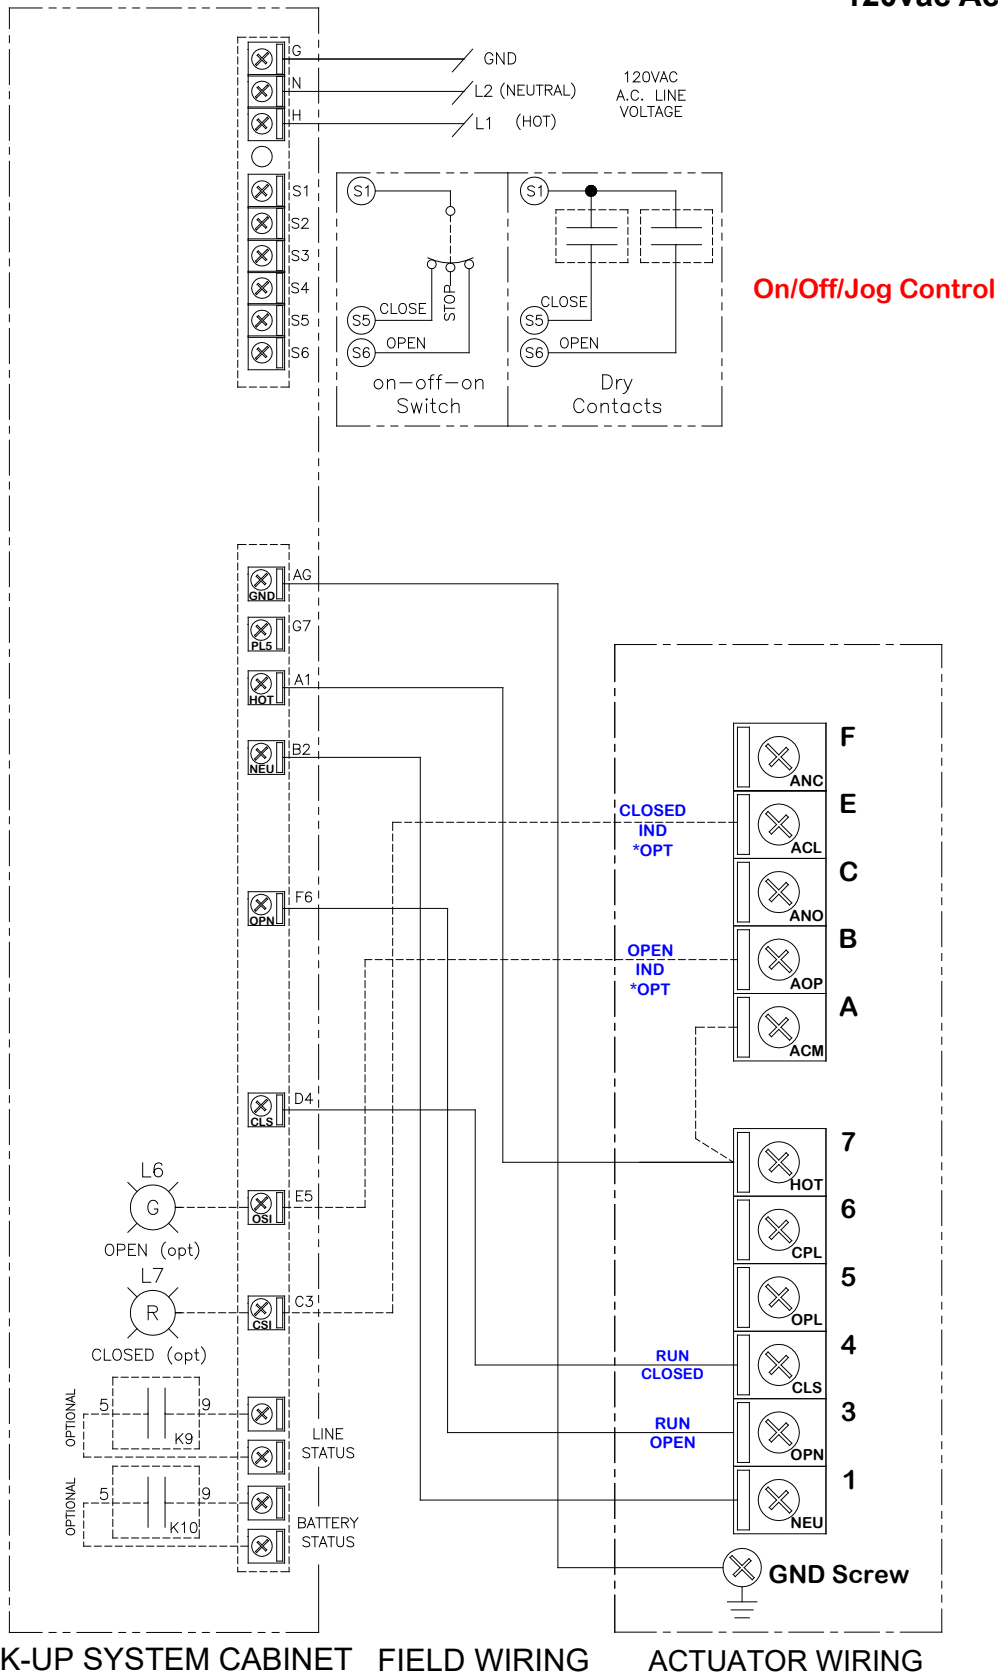 G
GND
N
L2 (NEUTRAL)
H
L1 (HOT)
120VAC
A.C. LINE
VOLTAGE
S1
S2
S3
S4
S5
S6
S1
CLOSE
STOP
S5
OPEN
S6
on-off-on
Switch
S1
CLOSE
S5
OPEN
S6
Dry
Contacts
On/Off/Jog Control
AG
GND
G7
PL5
A1
HOT
B2
NEU
F6
OPN
D4
CLS
E5
OSI
C3
CSI
L6
G
OPEN (opt)
L7
R
CLOSED (opt)
OPTIONAL
5
9
K9
LINE
STATUS
OPTIONAL
5
9
K10
BATTERY
STATUS
CLOSED
IND
*OPT
OPEN
IND
*OPT
RUN
CLOSED
RUN
OPEN
F
ANC
E
ACL
C
ANO
B
AOP
A
ACM
7
HOT
6
CPL
5
OPL
4
CLS
3
OPN
1
NEU
GND Screw
K-UP SYSTEM CABINET
FIELD WIRING
ACTUATOR WIRING